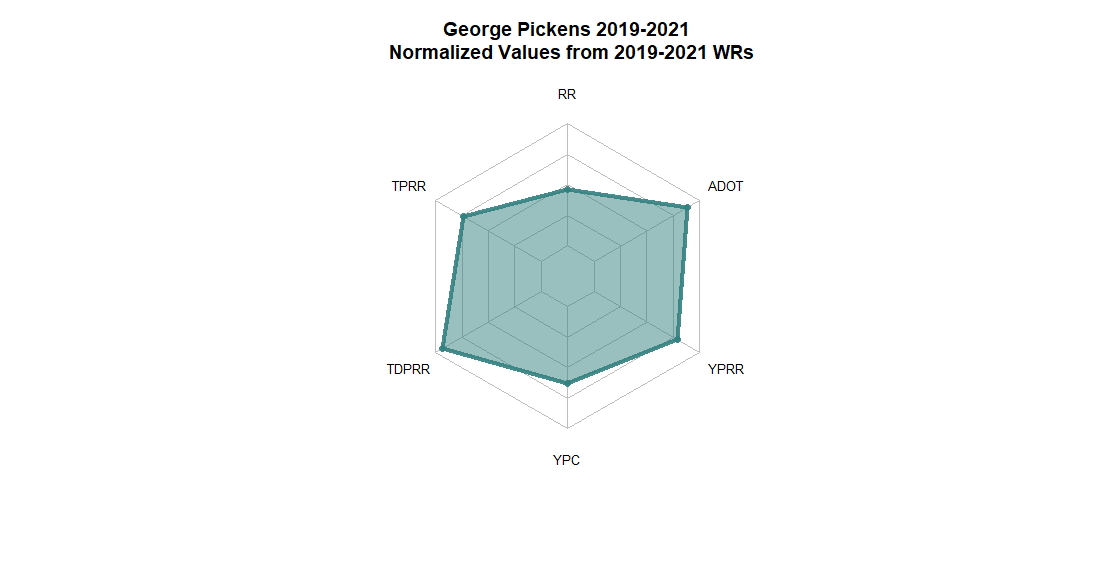 George Pickens 2019-2021
Normalized Values from 2019-2021 WRs
RR
TPRR
ADOT
TDPRR
YPRR
YPC